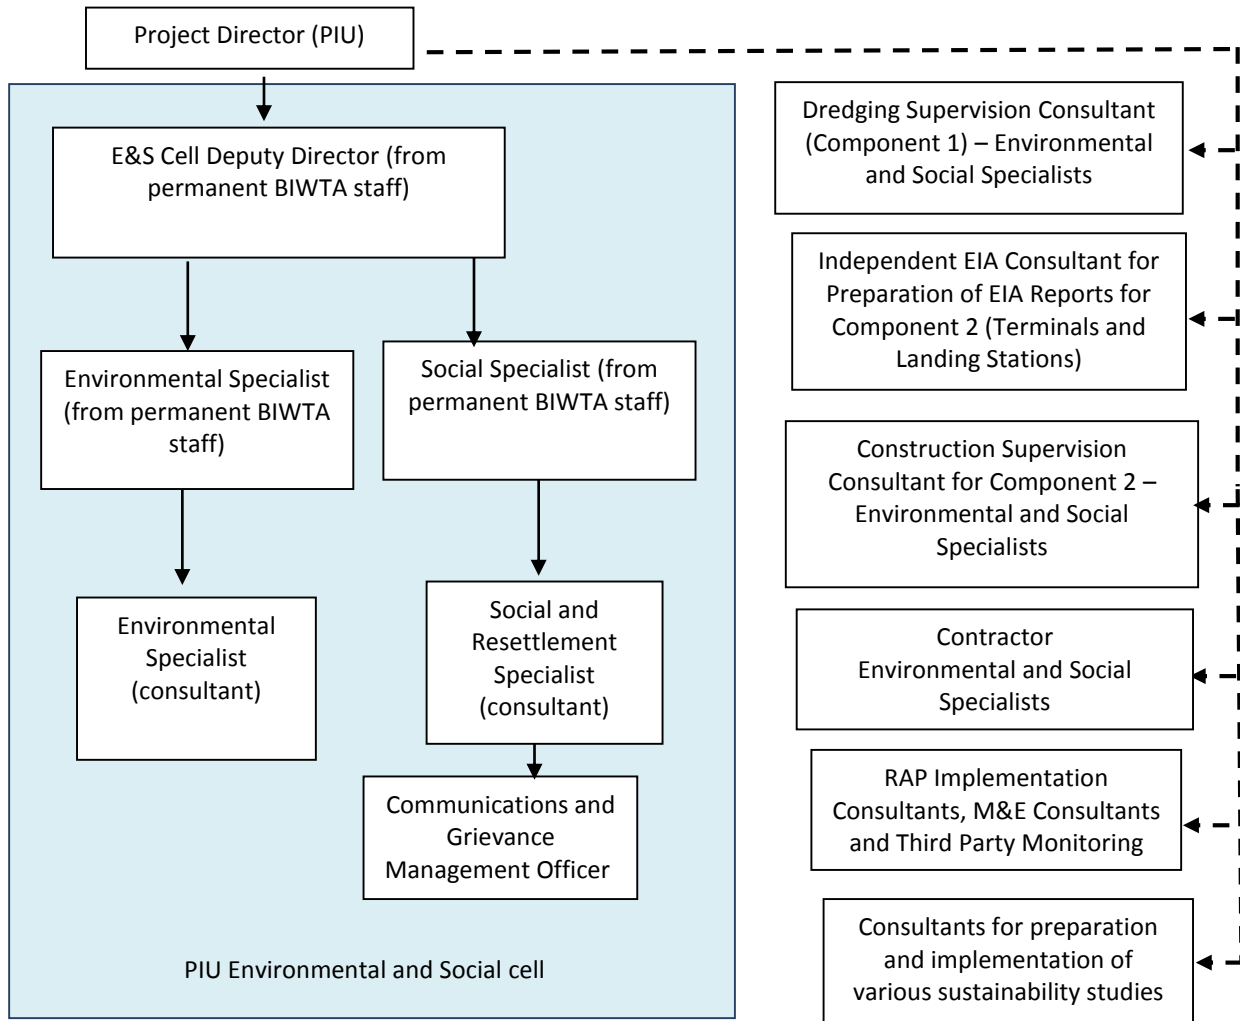 Project Director (PIU)
E&S Cell Deputy Director (from
permanent BIWTA staff)
Environmental Specialist
(from permanent BIWTA
staff)
Social Specialist (from
permanent BIWTA staff)
Environmental
Specialist
(consultant)
Social and
Resettlement
Specialist
(consultant)
Communications and
Grievance
Management Officer
PIU Environmental and Social cell
Dredging Supervision Consultant
(Component 1) – Environmental
and Social Specialists
Independent EIA Consultant for
Preparation of EIA Reports for
Component 2 (Terminals and
Landing Stations)
Construction Supervision
Consultant for Component 2 –
Environmental and Social
Specialists
Contractor
Environmental and Social
Specialists
RAP Implementation
Consultants, M&E Consultants
and Third Party Monitoring
Consultants for preparation
and implementation of
various sustainability studies